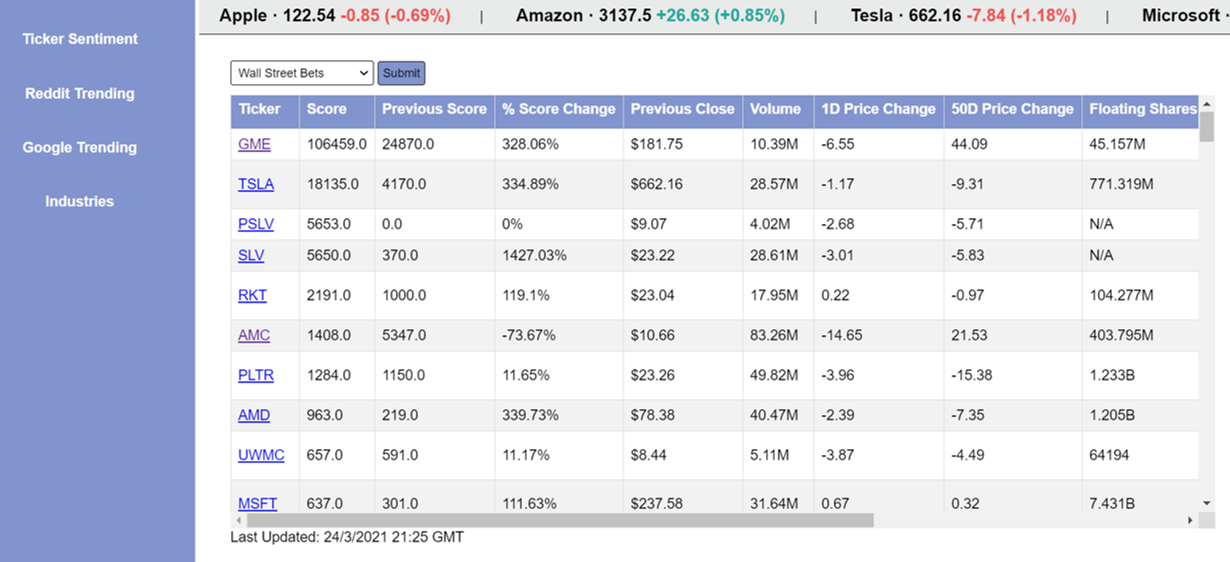 Apple · 122.54 -0.85 (-0.69%) | Amazon · 3137.5 +26.63 (+0.85%) | Tesla · 662.16 -7.84 (-1.18%) | Microsoft ·
Ticker Sentiment
Reddit Trending
Google Trending
Industries
Wall Street Bets Submit
Ticker Score Previous Score % Score Change Previous Close Volume 1D Price Change 50D Price Change Floating Shares
GME 106459.0 24870.0 328.06% $181.75 10.39M -6.55 44.09 45.157M
TSLA 18135.0 4170.0 334.89% $662.16 28.57M -1.17 -9.31 771.319M
PSLV 5653.0 0.0 0% $9.07 4.02M -2.68 -5.71 N/A
SLV 5650.0 370.0 1427.03% $23.22 28.61M -3.01 -5.83 N/A
RKT 2191.0 1000.0 119.1% $23.04 17.95M 0.22 -0.97 104.277M
AMC 1408.0 5347.0 -73.67% $10.66 83.26M -14.65 21.53 403.795M
PLTR 1284.0 1150.0 11.65% $23.26 49.82M -3.96 -15.38 1.233B
AMD 963.0 219.0 339.73% $78.38 40.47M -2.39 -7.35 1.205B
UWMC 657.0 591.0 11.17% $8.44 5.11M -3.87 -4.49 64194
MSFT 637.0 301.0 111.63% $237.58 31.64M 0.67 0.32 7.431B
Last Updated: 24/3/2021 21:25 GMT